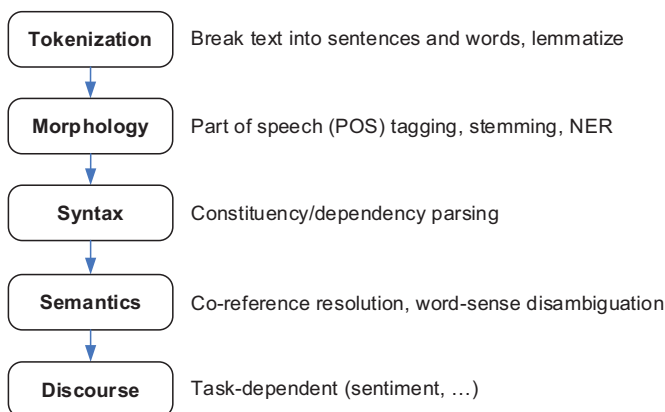 Tokenization Break text into sentences and words, lemmatize
Morphology Part of speech (POS) tagging, stemming, NER
Syntax Constituency/dependency parsing
Semantics Co-reference resolution, word-sense disambiguation
Discourse Task-dependent (sentiment, …)